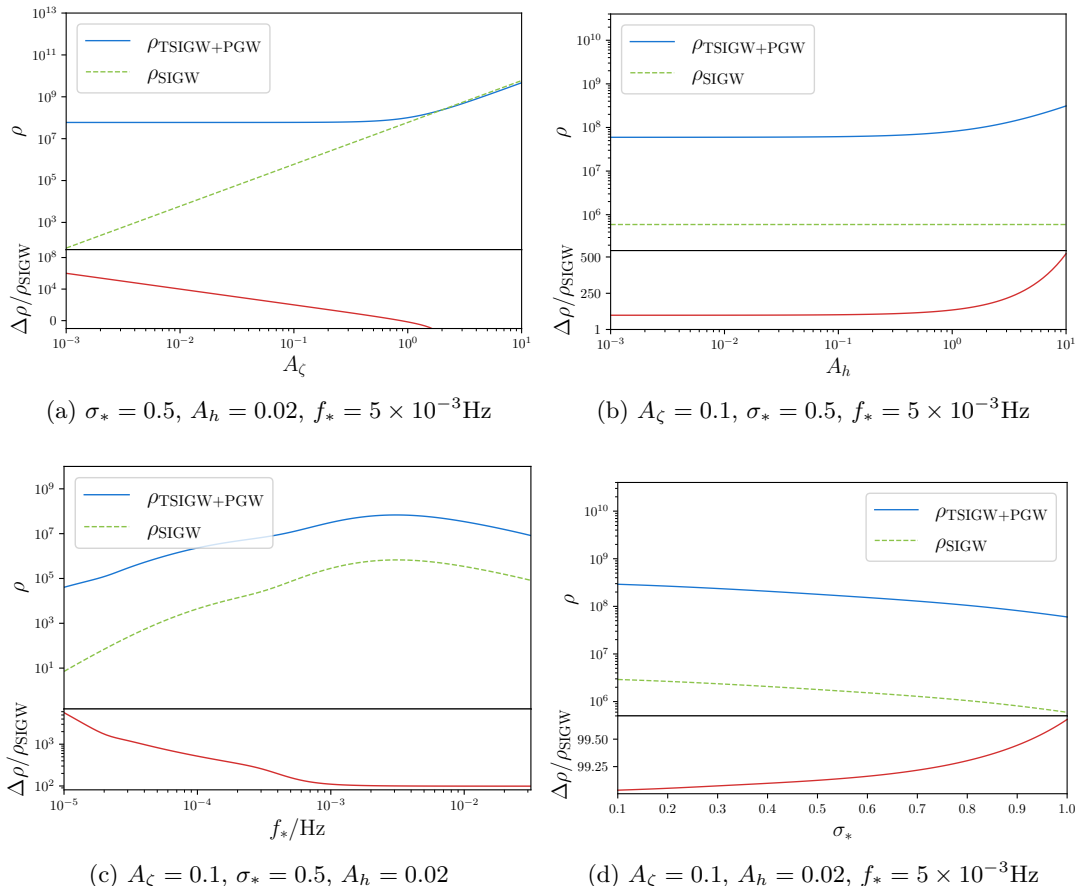 10^13
10^11
10^9
10^7
10^5
10^3
ρ
ρ_TSIGW+PGW
ρ_SIGW
10^8
10^4
0
Δρ/ρ_SIGW
10^−3 10^−2 10^−1 10^0 10^1
A_ζ
(a) σ_* = 0.5, A_h = 0.02, f_* = 5 × 10^−3Hz
10^10
10^9
10^8
10^7
10^6
ρ
ρ_TSIGW+PGW
ρ_SIGW
500
250
1
Δρ/ρ_SIGW
10^−3 10^−2 10^−1 10^0 10^1
A_h
(b) A_ζ = 0.1, σ_* = 0.5, f_* = 5 × 10^−3Hz
10^9
10^7
10^5
10^3
10^1
ρ
ρ_TSIGW+PGW
ρ_SIGW
10^3
10^2
Δρ/ρ_SIGW
10^−5 10^−4 10^−3 10^−2
f_*/Hz
(c) A_ζ = 0.1, σ_* = 0.5, A_h = 0.02
10^10
10^9
10^8
10^7
10^6
ρ
ρ_TSIGW+PGW
ρ_SIGW
99.50
99.25
Δρ/ρ_SIGW
0.1 0.2 0.3 0.4 0.5 0.6 0.7 0.8 0.9 1.0
σ_*
(d) A_ζ = 0.1, A_h = 0.02, f_* = 5 × 10^−3Hz